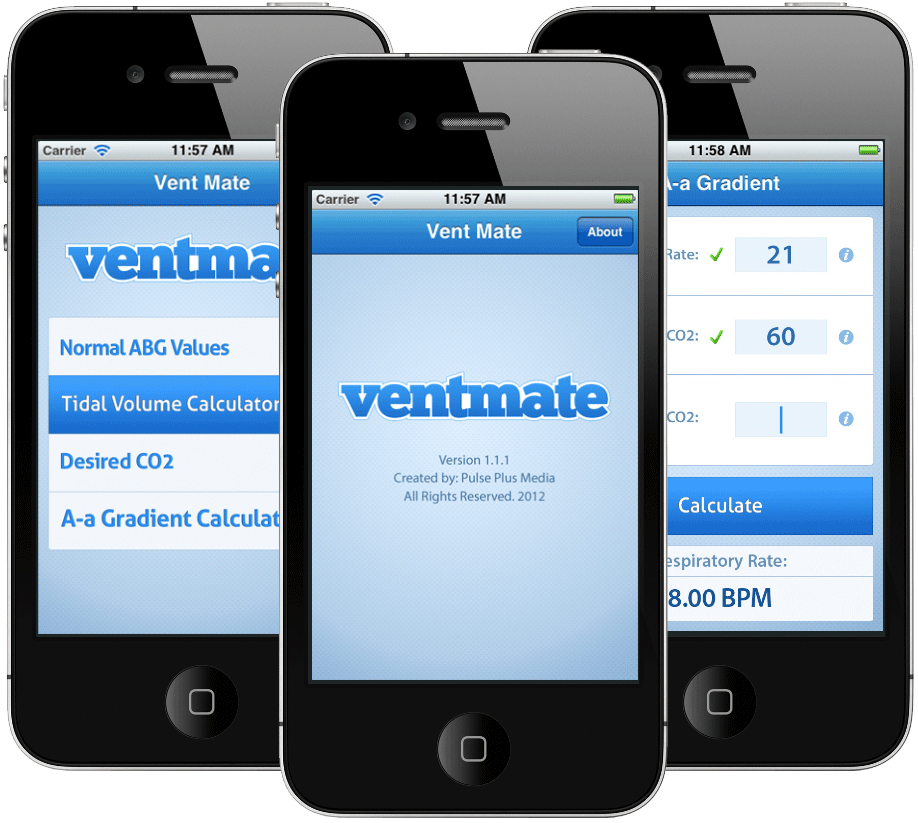 Carrier 11:57 AM
Vent Mate
ventma
Normal ABG Values
Tidal Volume Calculator
Desired CO2
A-a Gradient Calculat
Carrier 11:57 AM
Vent Mate About
ventmate
Version 1.1.1
Created by: Pulse Plus Media
All Rights Reserved. 2012
11:58 AM
A-a Gradient
Rate: 21
CO2: 60
CO2:
Calculate
espiratory Rate:
8.00 BPM